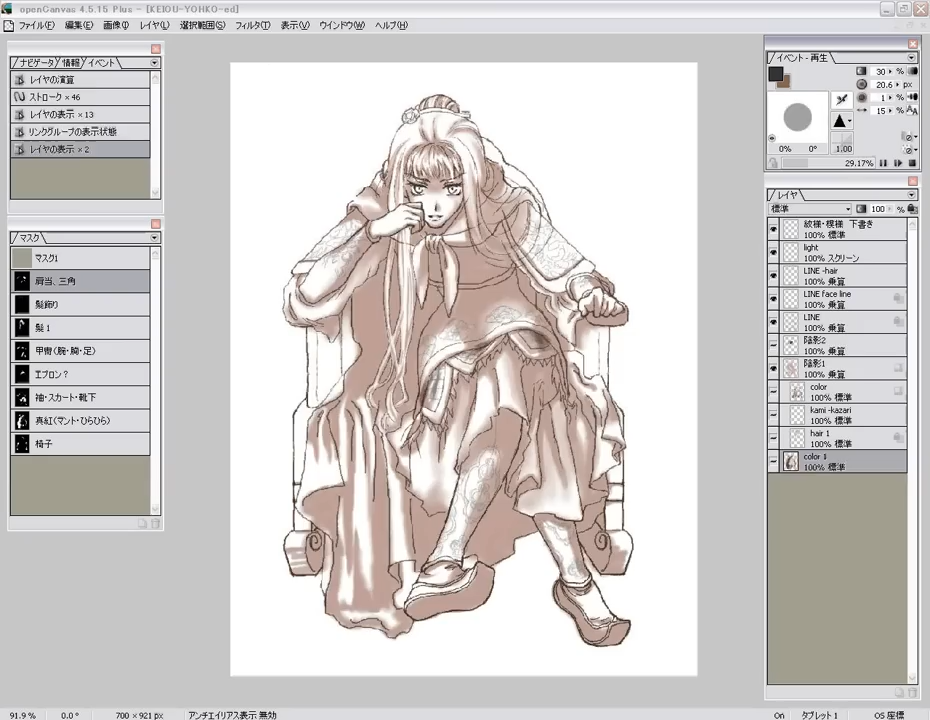 openCanvas 4.5.15 Plus - [KEIOU-YOHKO-ed]
ファイル(F) 編集(E) 画像(I) レイヤ(L) 選択範囲(S) フィルタ(T) 表示(V) ウインドウ(W) ヘルプ(H)
ナビゲータ 情報 イベント
レイヤの演算
ストローク ×46
レイヤの表示 ×13
リンクグループの表示状態
レイヤの表示 ×2
マスク
マスク1
肩当、三角
髪飾り
髪1
甲冑(腕・胸・足)
エプロン?
袖・スカート・靴下
真紅(マント・ひらひら)
椅子
イベント - 再生
30 %
20.6 px
1 %
15 %
0% 0° 1.00
29.17%
レイヤ
標準 100 %
紋様・模様 下書き
100% 標準
light
100% スクリーン
LINE -hair
100% 乗算
LINE face line
100% 乗算
LINE
100% 乗算
陰影2
100% 乗算
陰影1
100% 乗算
color
100% 標準
kami -kazari
100% 標準
hair 1
100% 標準
color 1
100% 標準
91.9 % 0.0 ° 700 × 921 px アンチエイリアス表示 無効 On タブレット1 OS 座標